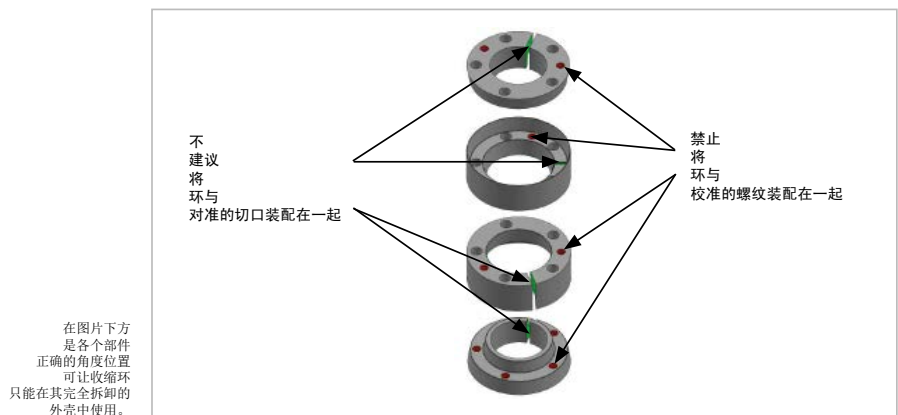 不
建议
将
环与
对准的切口装配在一起
禁止
将
环与
校准的螺纹装配在一起
在图片下方
是各个部件
正确的角度位置
可让收缩环
只能在其完全拆卸的
外壳中使用。